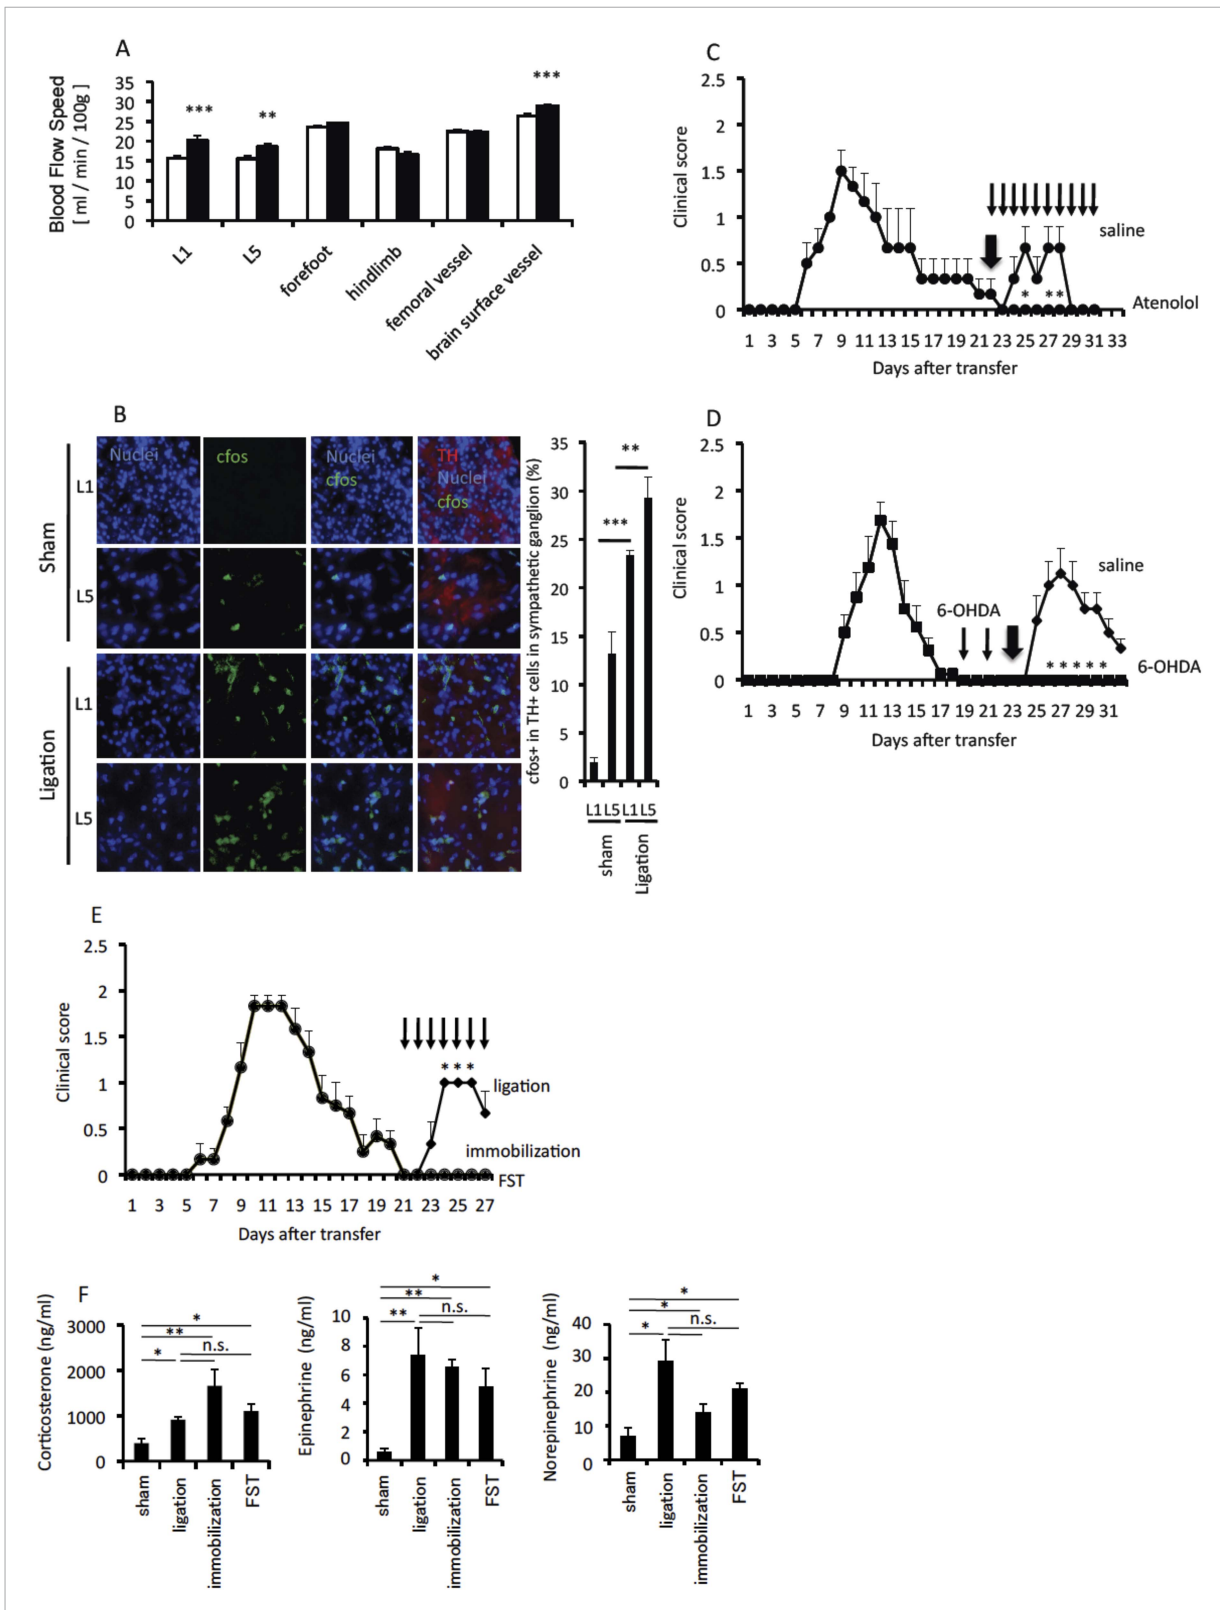 A
Blood Flow Speed
[ ml / min / 100g ]
35
30
25
20
15
10
5
0
***
**
***
L1
L5
forefoot
hindlimb
femoral vessel
brain surface vessel
B
Sham
Ligation
L1
L5
L1
L5
Nuclei
cfos
Nuclei
cfos
TH
Nuclei
cfos
cfos+ in TH+ cells in sympathetic ganglion (%)
35
30
25
20
15
10
5
0
**
***
L1 L5 L1 L5
sham
Ligation
C
Clinical score
2.5
2
1.5
1
0.5
0
saline
* **
Atenolol
1 3 5 7 9 11 13 15 17 19 21 23 25 27 29 31 33
Days after transfer
D
Clinical score
2.5
2
1.5
1
0.5
0
6-OHDA
saline
*****
6-OHDA
1 3 5 7 9 11 13 15 17 19 21 23 25 27 29 31
Days after transfer
E
Clinical score
2.5
2
1.5
1
0.5
0
***
ligation
immobilization
FST
1 3 5 7 9 11 13 15 17 19 21 23 25 27
Days after transfer
F
Corticosterone (ng/ml)
3000
2000
1000
0
*
**
n.s.
*
sham
ligation
immobilization
FST
Epinephrine (ng/ml)
10
8
6
4
2
0
*
**
n.s.
**
sham
ligation
immobilization
FST
Norepinephrine (ng/ml)
40
30
20
10
0
*
*
n.s.
*
sham
ligation
immobilization
FST